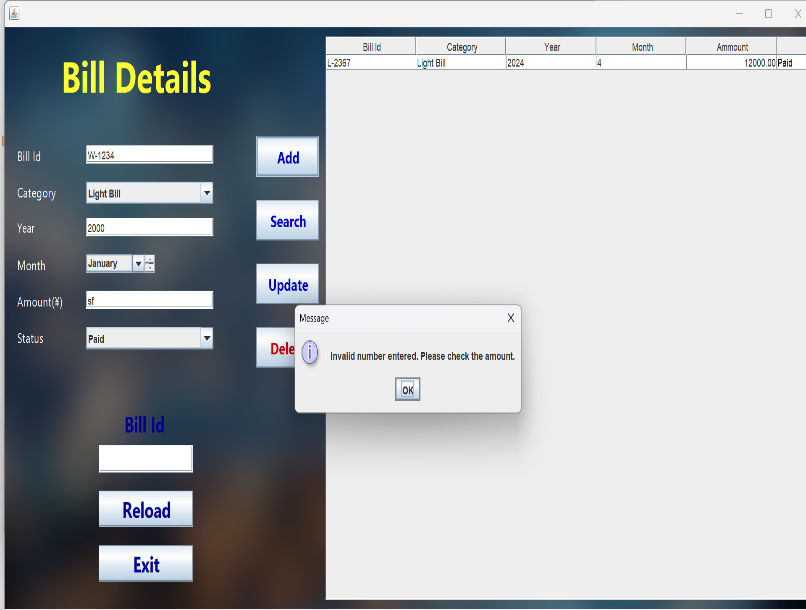 Bill Details
Bill Id W-1234
Category Light Bill
Year 2000
Month January
Amount(¥) sf
Status Paid
Add
Search
Update
Dele
Bill Id
Reload
Exit
Bill Id Category Year Month Ammount
L-2367 Light Bill 2024 4 12000.00 Paid
Message X
i Invalid number entered. Please check the amount.
OK